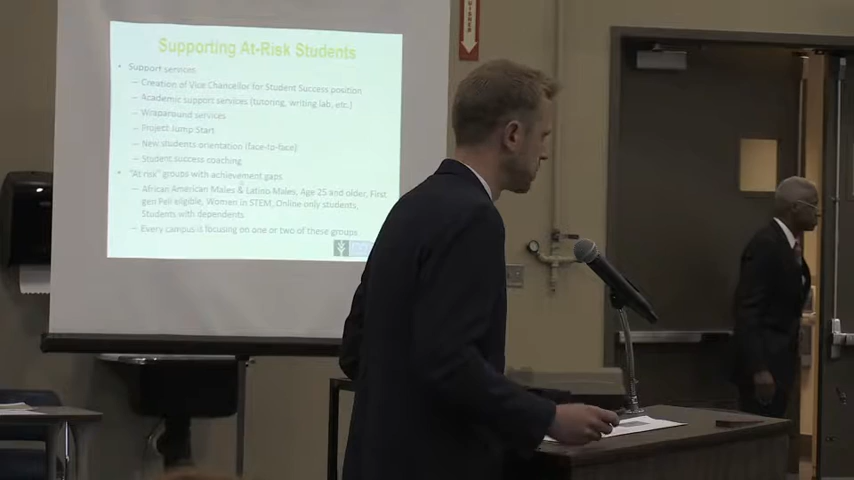 Supporting At-Risk Students
• Support services
– Creation of Vice Chancellor for Student Success position
– Academic support services (tutoring, writing lab, etc.)
– Wraparound services
– Project Jump Start
– New students orientation (face-to-face)
– Student success coaching
• "At risk" groups with achievement gaps
– African American Males & Latino Males, Age 25 and older, First
gen Pell eligible, Women in STEM, Online only students,
Students with dependents
– Every campus is focusing on one or two of these groups